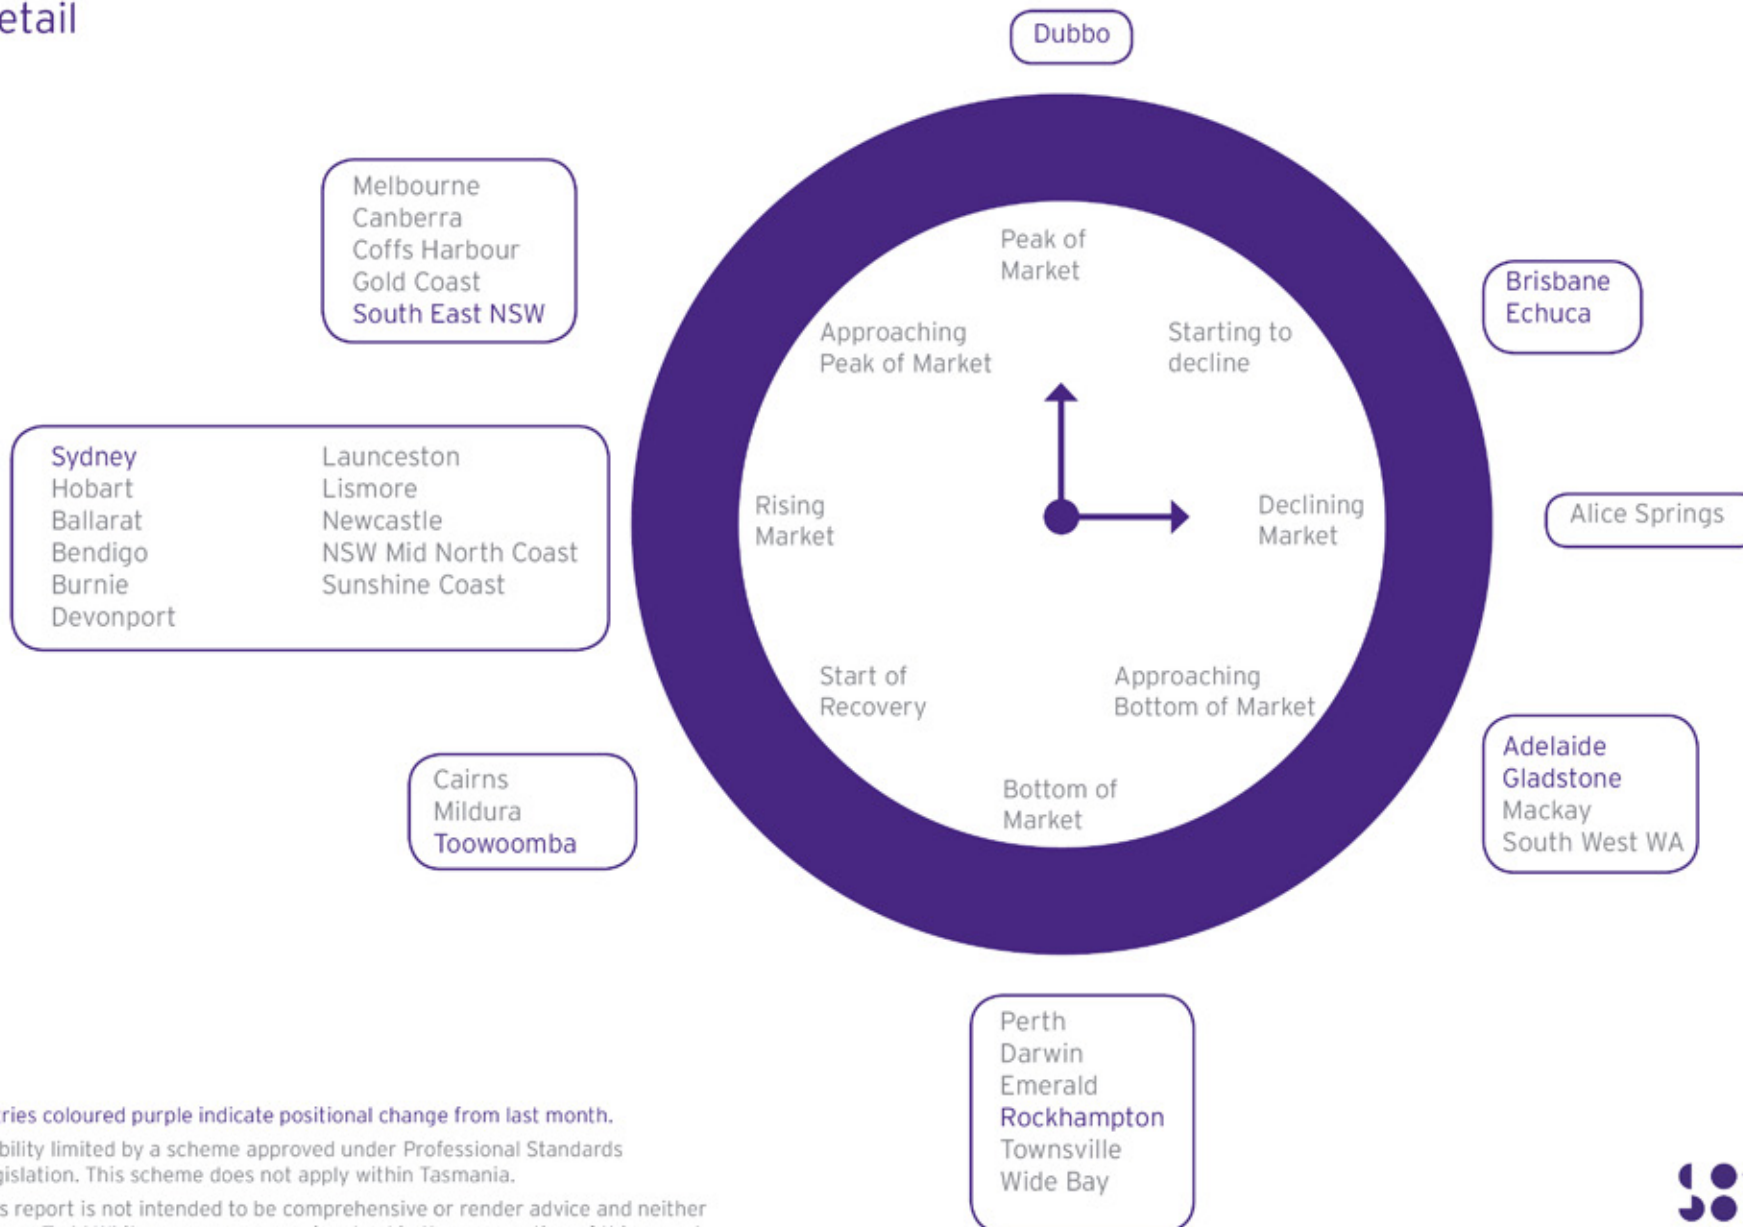 etail
Dubbo
Melbourne
Canberra
Coffs Harbour
Gold Coast
South East NSW
Peak of
Market
Approaching
Peak of Market
Starting to
decline
Brisbane
Echuca
Sydney
Hobart
Ballarat
Bendigo
Burnie
Devonport
Launceston
Lismore
Newcastle
NSW Mid North Coast
Sunshine Coast
Rising
Market
Declining
Market
Alice Springs
Start of
Recovery
Approaching
Bottom of Market
Cairns
Mildura
Toowoomba
Bottom of
Market
Adelaide
Gladstone
Mackay
South West WA
Perth
Darwin
Emerald
Rockhampton
Townsville
Wide Bay
tries coloured purple indicate positional change from last month.
bility limited by a scheme approved under Professional Standards
gislation. This scheme does not apply within Tasmania.
s report is not intended to be comprehensive or render advice and neither